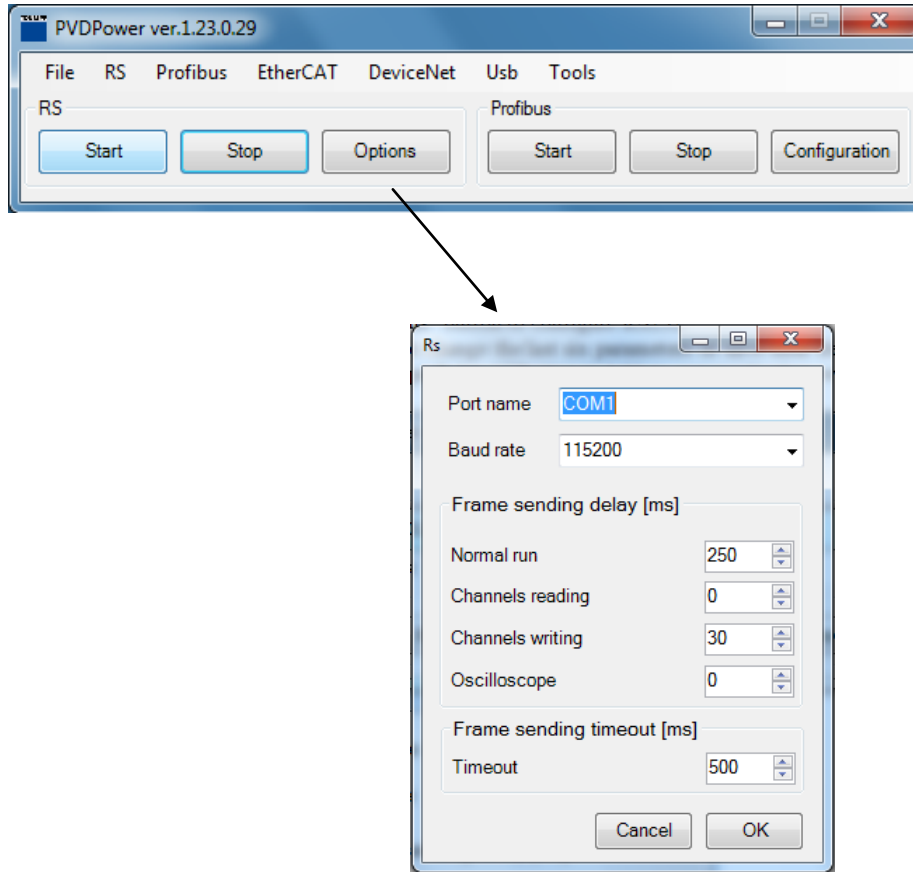 PVDPower ver.1.23.0.29
File RS Profibus EtherCAT DeviceNet Usb Tools
RS Profibus
Start Stop Options Start Stop Configuration
Rs
Port name COM1
Baud rate 115200
Frame sending delay [ms]
Normal run 250
Channels reading 0
Channels writing 30
Oscilloscope 0
Frame sending timeout [ms]
Timeout 500
Cancel OK